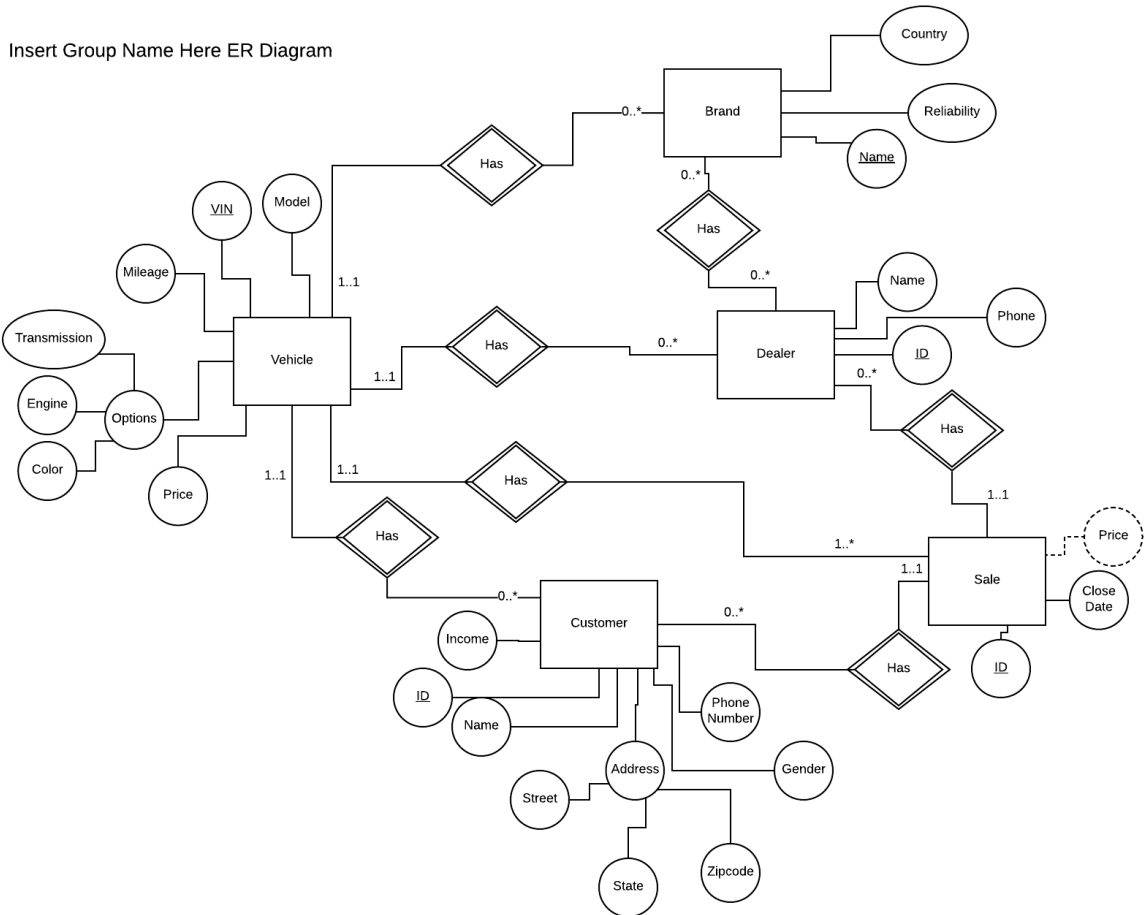 Insert Group Name Here ER Diagram
Country
Brand
Reliability
Name
0..*
Has
0..*
Has
VIN
Model
Mileage
1..1
0..*
Name
Phone
Transmission
Vehicle
Has
0..*
Dealer
ID
1..1
0..*
Engine
Options
Color
Price
1..1
1..1
Has
Has
1..1
Has
1..*
Price
1..1
Sale
Close
Date
0..*
Customer
0..*
Income
Has
ID
ID
Name
Phone
Number
Address
Gender
Street
State
Zipcode